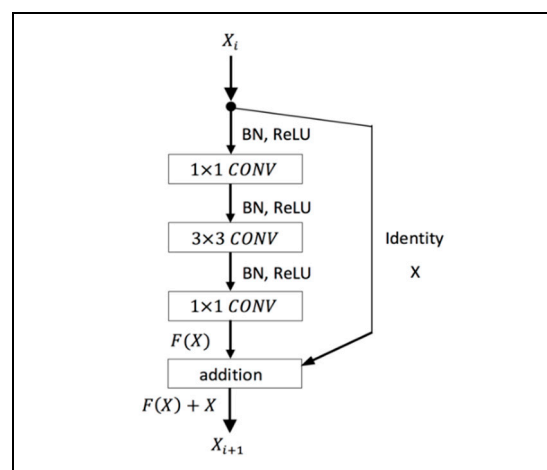 X_i
BN, ReLU
1×1 CONV
BN, ReLU
3×3 CONV
Identity
X
BN, ReLU
1×1 CONV
F(X)
addition
F(X) + X
X_{i+1}